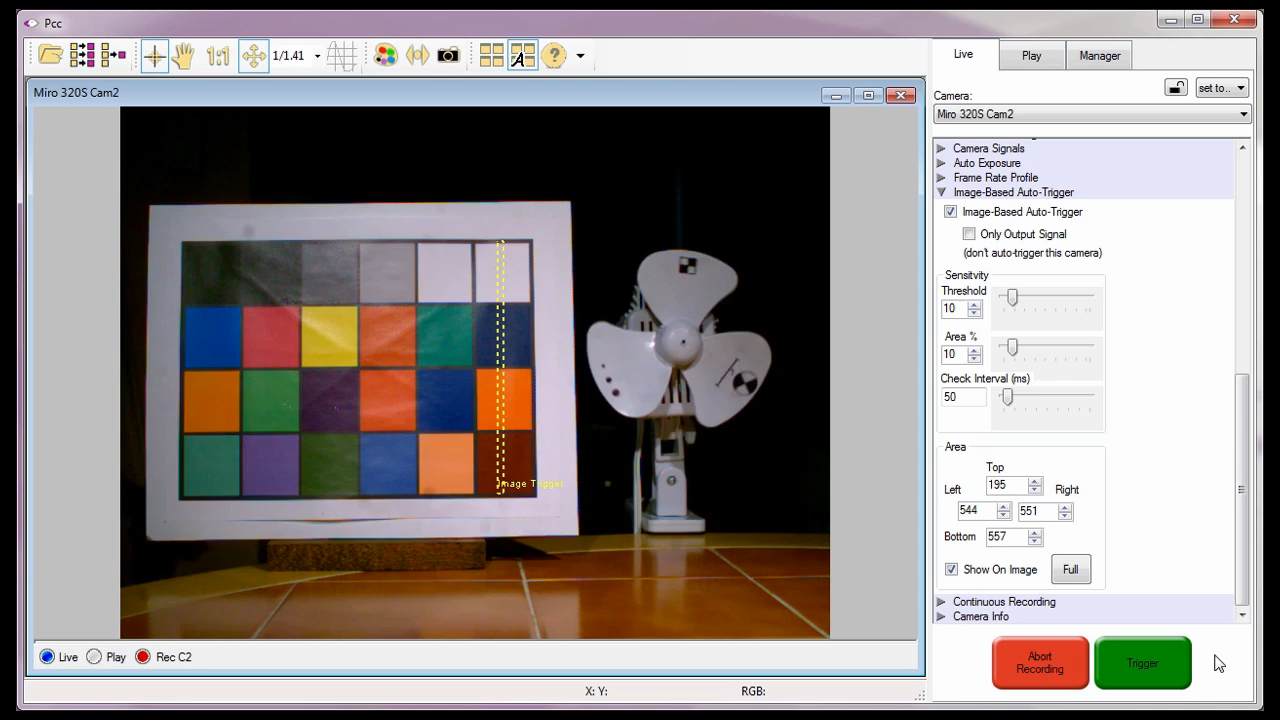 Pcc
1:1
1/1.41
A
?
Live
Play
Manager
Miro 320S Cam2
Camera:
set to..
Miro 320S Cam2
Camera Signals
Auto Exposure
Frame Rate Profile
Image-Based Auto-Trigger
Image-Based Auto-Trigger
Only Output Signal
(don't auto-trigger this camera)
Sensitivity
Threshold
10
Area %
10
Check Interval (ms)
50
Area
Top
195
Left
Right
544
551
Bottom
557
Show On Image
Full
Image Trigger
Continuous Recording
Camera Info
Abort
Recording
Trigger
Live
Play
Rec C2
X: Y:
RGB: